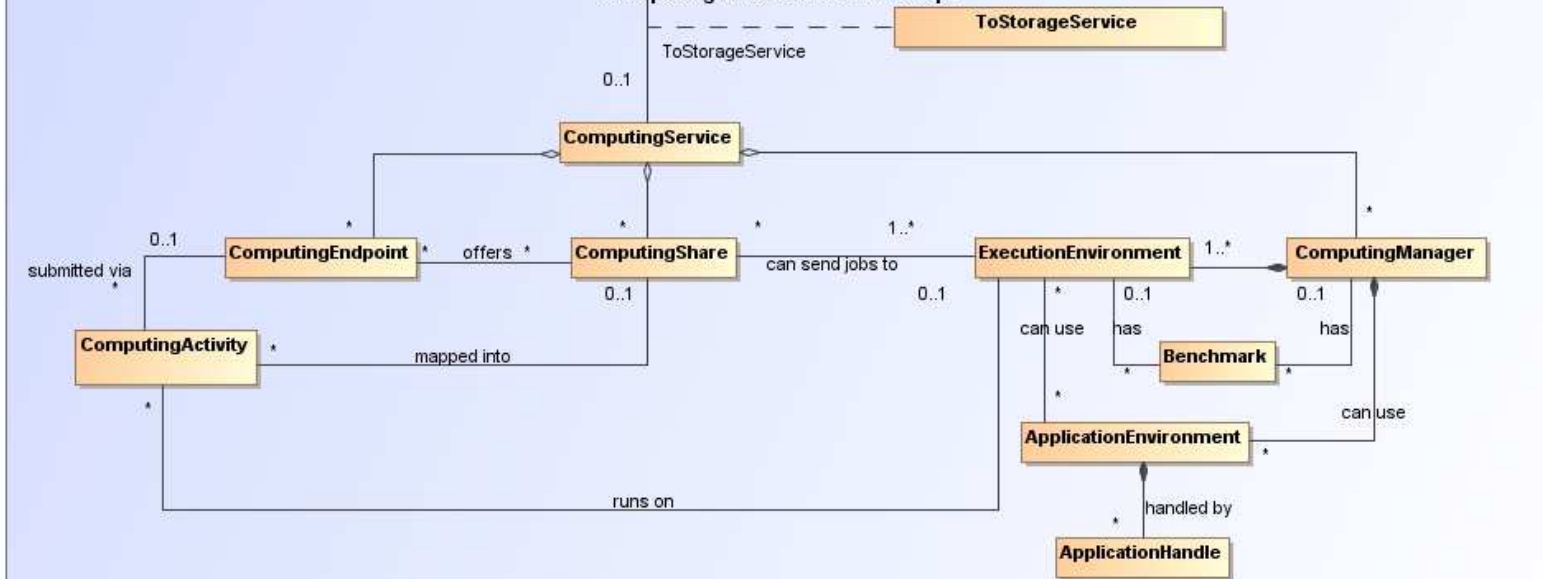 ToStorageService
ToStorageService
0..1
ComputingService
* * * *
0..1 1..*
ComputingEndpoint * offers * ComputingShare ExecutionEnvironment 1..* ComputingManager
can send jobs to
submitted via
* 0..1 0..1 * 0..1 0..1
can use has has
ComputingActivity * mapped into
Benchmark
* *
* *
can use
ApplicationEnvironment *
runs on
handled by
*
ApplicationHandle